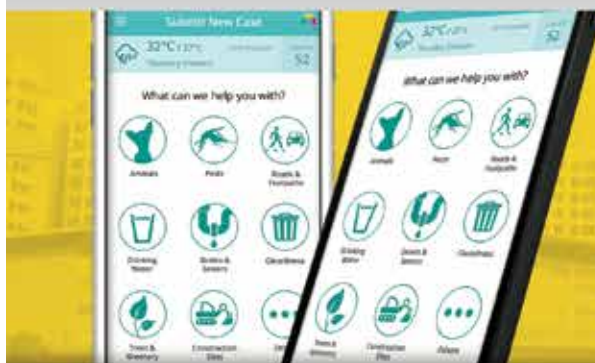 Submit New Case
32°C
52
What can we help you with?
Animals
Pests
Roads &
Footpaths
Drinking
Water
Drains &
Sewers
Cleanliness
Trees &
Greenery
Construction
Sites
32°C
52
What can we help you with?
Animals
Pests
Roads &
Footpaths
Drinking
Water
Drains &
Sewers
Cleanliness
Trees &
Greenery
Construction
Sites
Others